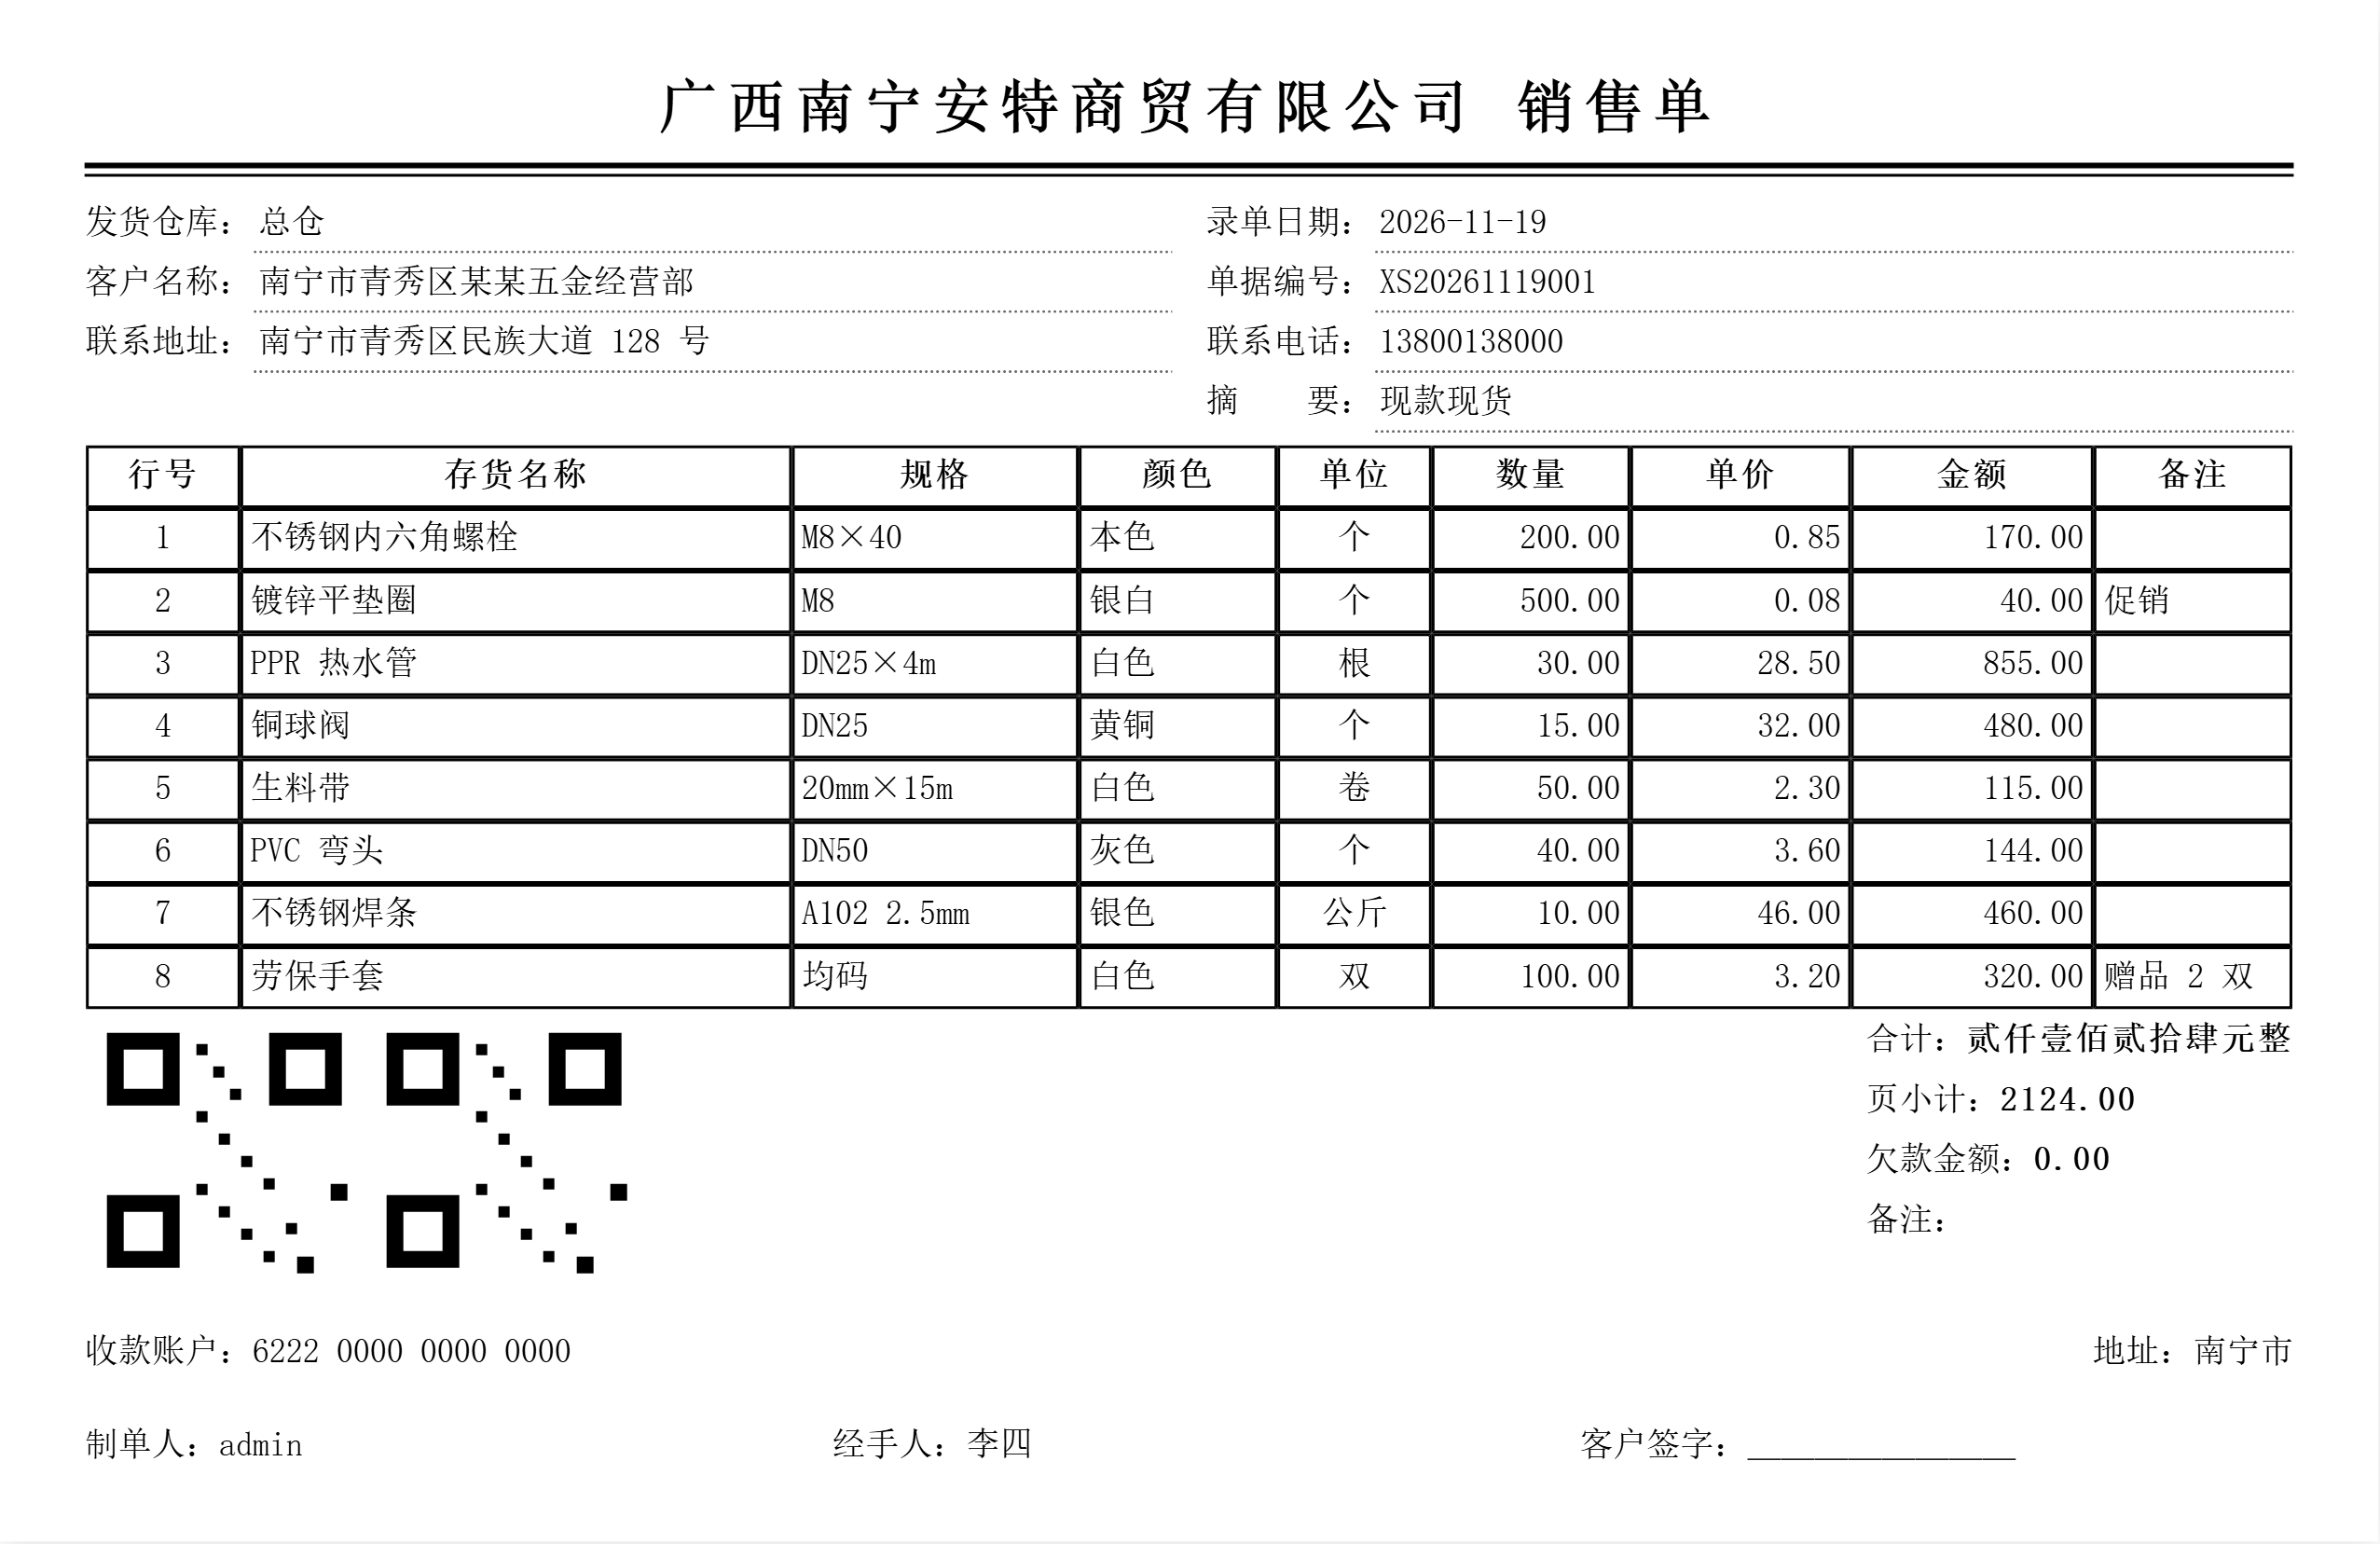 广西南宁安特商贸有限公司 销售单
发货仓库： 总仓 录单日期： 2026-11-19
客户名称： 南宁市青秀区某某五金经营部 单据编号： XS20261119001
联系地址： 南宁市青秀区民族大道 128 号 联系电话： 13800138000
摘 要： 现款现货
行号 存货名称 规格 颜色 单位 数量 单价 金额 备注
1 不锈钢内六角螺栓 M8×40 本色 个 200.00 0.85 170.00
2 镀锌平垫圈 M8 银白 个 500.00 0.08 40.00 促销
3 PPR 热水管 DN25×4m 白色 根 30.00 28.50 855.00
4 铜球阀 DN25 黄铜 个 15.00 32.00 480.00
5 生料带 20mm×15m 白色 卷 50.00 2.30 115.00
6 PVC 弯头 DN50 灰色 个 40.00 3.60 144.00
7 不锈钢焊条 A102 2.5mm 银色 公斤 10.00 46.00 460.00
8 劳保手套 均码 白色 双 100.00 3.20 320.00 赠品 2 双
合计：贰仟壹佰贰拾肆元整
页小计：2124.00
欠款金额：0.00
备注：
收款账户：6222 0000 0000 0000 地址：南宁市
制单人：admin 经手人：李四 客户签字：________________